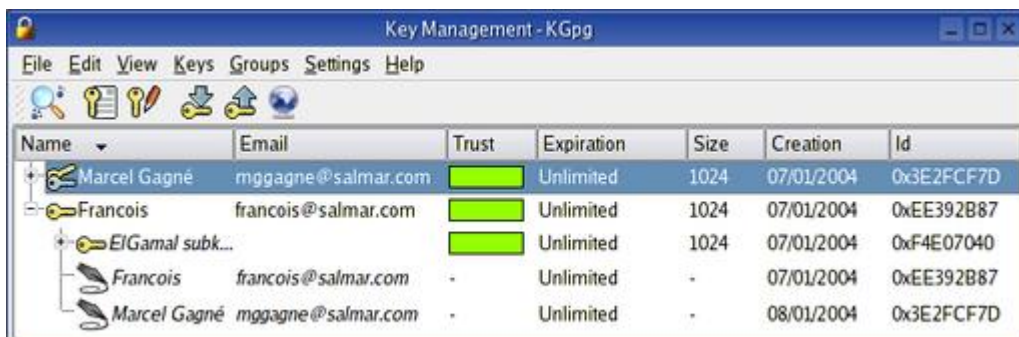 Key Management - KGpg
File Edit View Keys Groups Settings Help
Name Email Trust Expiration Size Creation Id
Marcel Gagné mggagne@salmar.com Unlimited 1024 07/01/2004 0x3E2FCF7D
Francois francois@salmar.com Unlimited 1024 07/01/2004 0xEE392B87
ElGamal subk... Unlimited 1024 07/01/2004 0xF4E07040
Francois francois@salmar.com - Unlimited - 07/01/2004 0xEE392B87
Marcel Gagné mggagne@salmar.com - Unlimited - 08/01/2004 0x3E2FCF7D